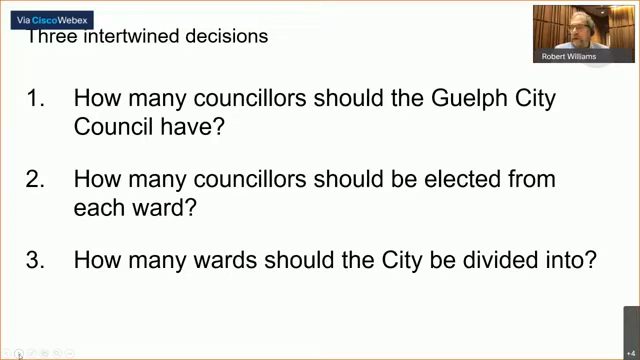 Via Cisco Webex
Three intertwined decisions
Robert Williams
1. How many councillors should the Guelph City
Council have?
2. How many councillors should be elected from
each ward?
3. How many wards should the City be divided into?
+4